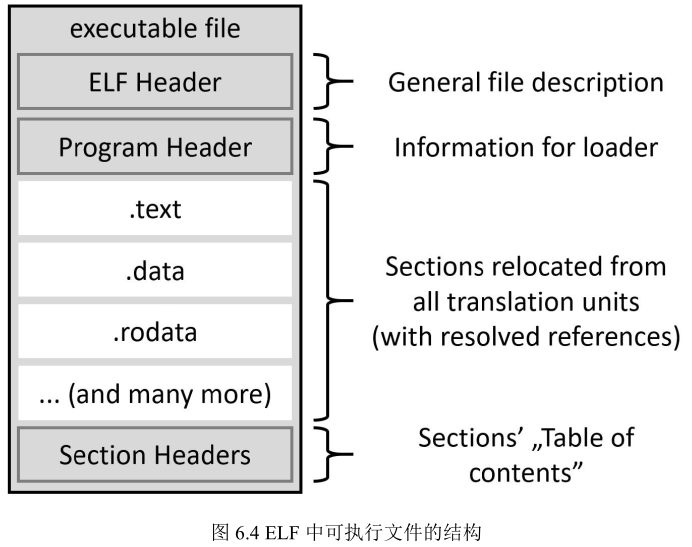 executable file
ELF Header
General file description
Program Header
Information for loader
.text
.data
.rodata
... (and many more)
Sections relocated from
all translation units
(with resolved references)
Section Headers
Sections’ „Table of
contents”
图 6.4 ELF 中可执行文件的结构